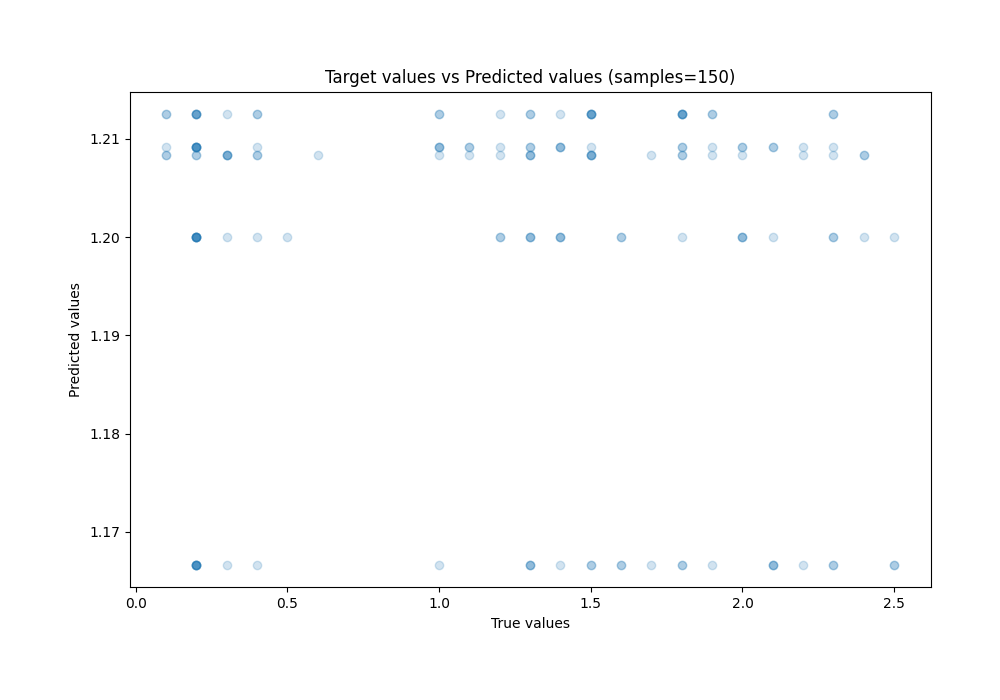 Target values vs Predicted values (samples=150)
1.21
1.20
1.19
1.18
1.17
Predicted values
0.0 0.5 1.0 1.5 2.0 2.5
True values